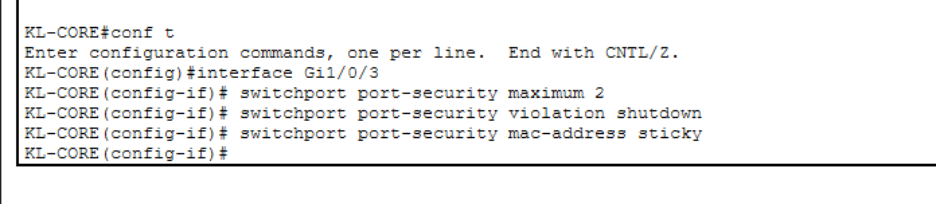 KL-CORE#conf t
Enter configuration commands, one per line.  End with CNTL/Z.
KL-CORE(config)#interface Gi1/0/3
KL-CORE(config-if)# switchport port-security maximum 2
KL-CORE(config-if)# switchport port-security violation shutdown
KL-CORE(config-if)# switchport port-security mac-address sticky
KL-CORE(config-if)#